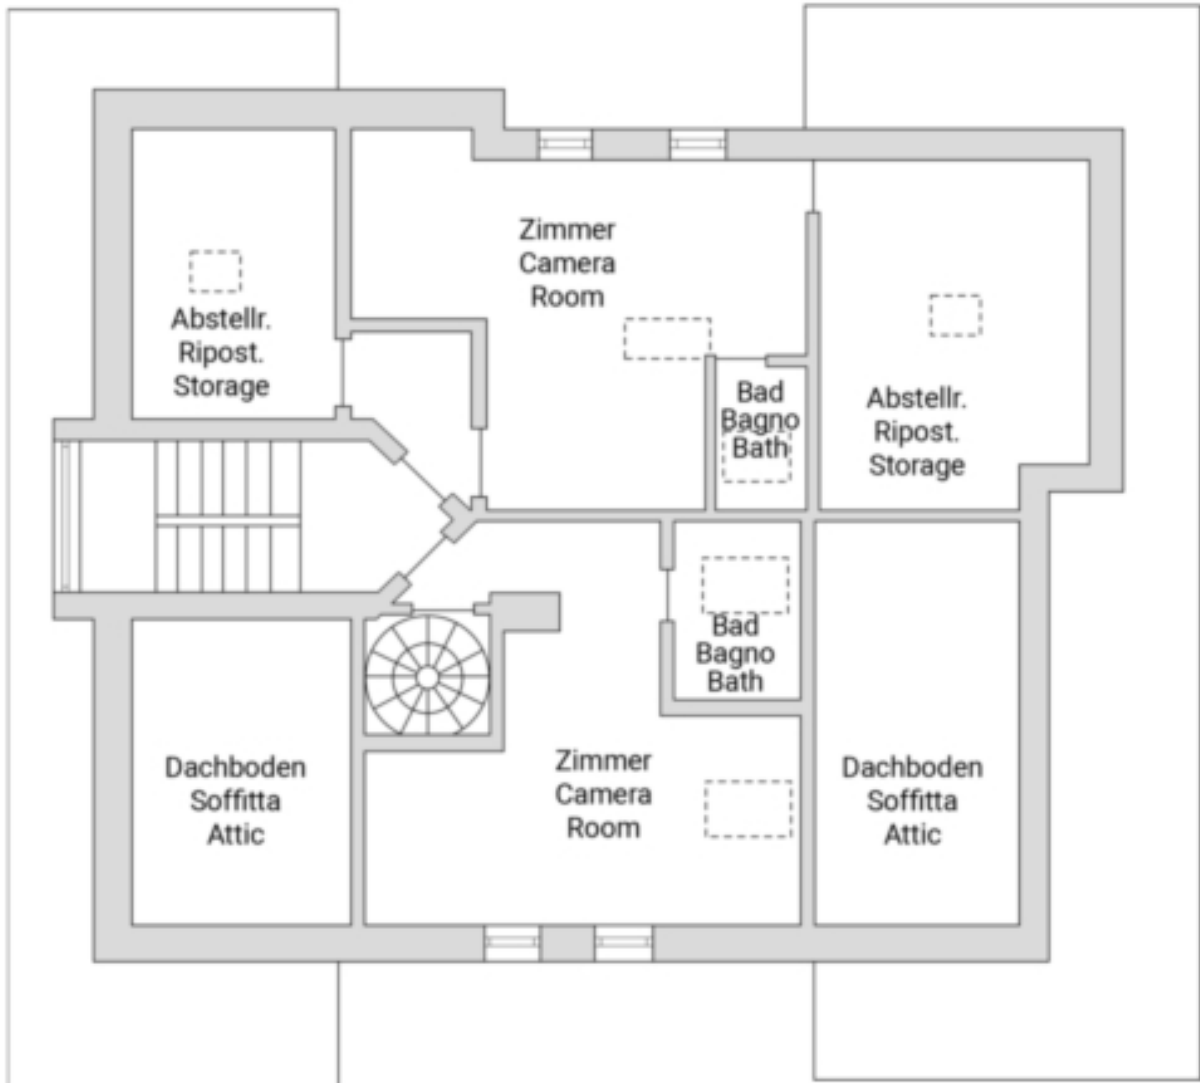 Zimmer
Camera
Room
Abstellr.
Ripost.
Storage
Bad
Bagno
Bath
Abstellr.
Ripost.
Storage
Bad
Bagno
Bath
Dachboden
Soffitta
Attic
Zimmer
Camera
Room
Dachboden
Soffitta
Attic